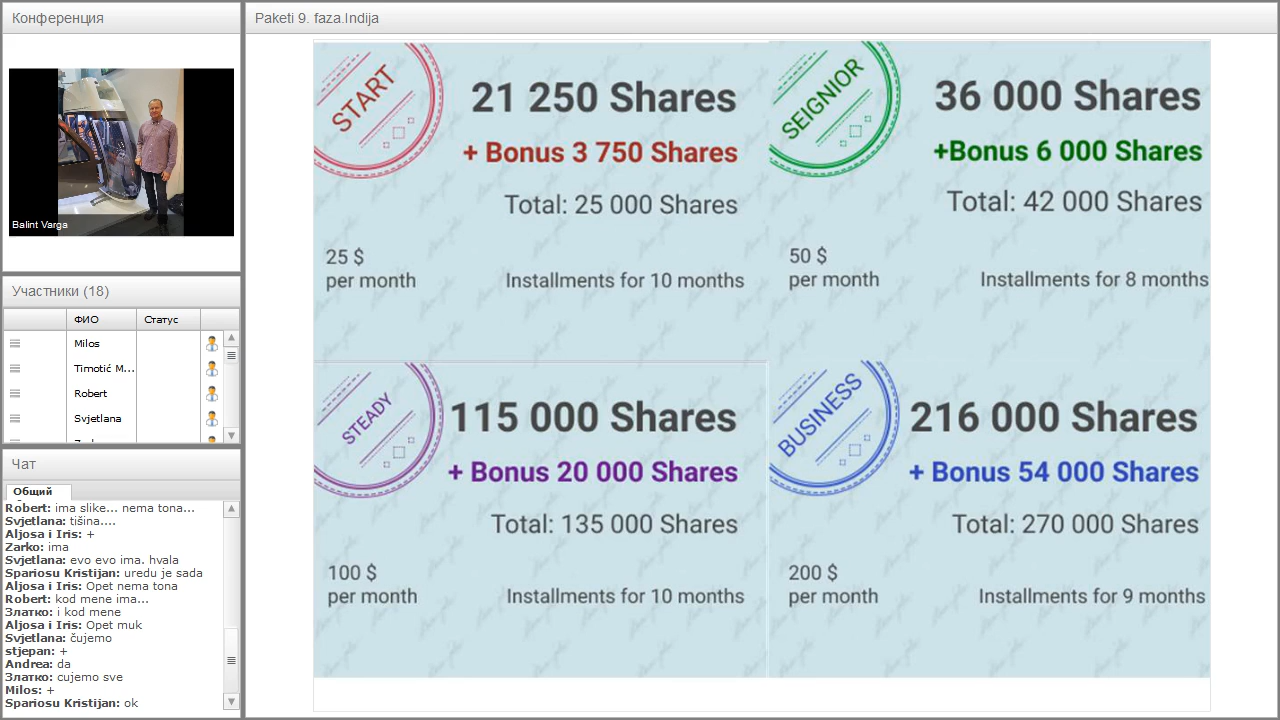 Конференция
Balint Varga
Участники (18)
ФИО Статус
Milos
Timotić M...
Robert
Svjetlana
Чат
Общий
Robert: ima slike... nema tona...
Svjetlana: tišina....
Aljosa i Iris: +
Zarko: ima
Svjetlana: evo evo ima. hvala
Spariosu Kristijan: uredu je sada
Aljosa i Iris: Opet nema tona
Robert: kod mene ima...
Златко: i kod mene
Aljosa i Iris: Opet muk
Svjetlana: čujemo
stjepan: +
Andrea: da
Златко: cujemo sve
Milos: +
Spariosu Kristijan: ok
Paketi 9. faza.Indija
START
21 250 Shares
+ Bonus 3 750 Shares
Total: 25 000 Shares
25 $
per month
Installments for 10 months
SEIGNIOR
36 000 Shares
+Bonus 6 000 Shares
Total: 42 000 Shares
50 $
per month
Installments for 8 months
STEADY
115 000 Shares
+ Bonus 20 000 Shares
Total: 135 000 Shares
100 $
per month
Installments for 10 months
BUSINESS
216 000 Shares
+ Bonus 54 000 Shares
Total: 270 000 Shares
200 $
per month
Installments for 9 months